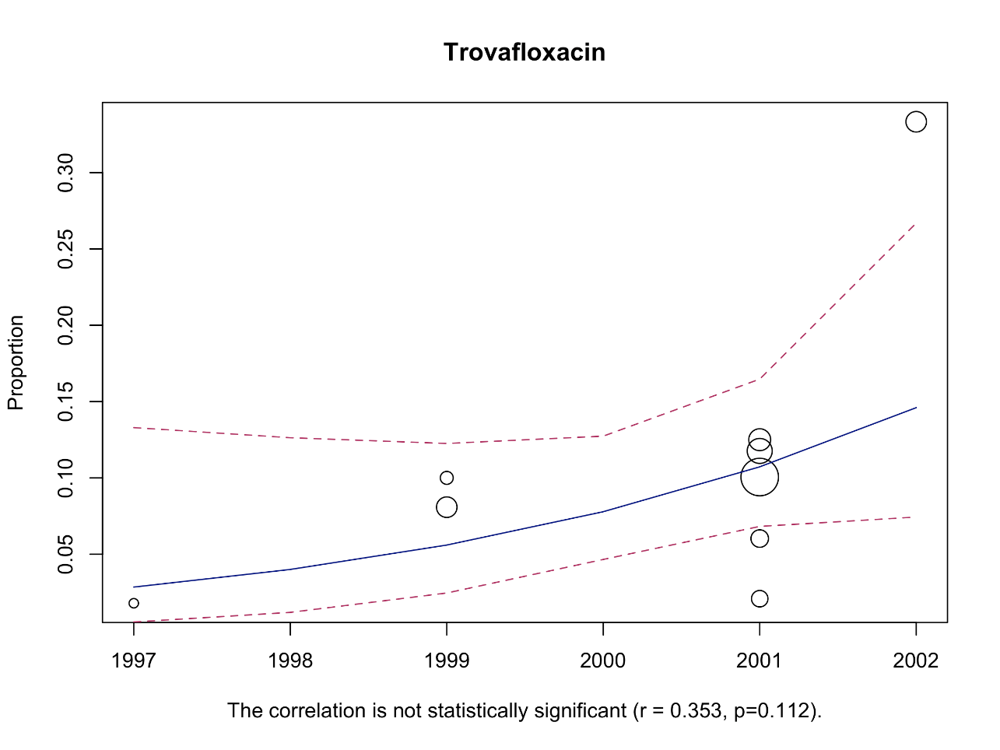 Trovafloxacin
Proportion
0.30
0.25
0.20
0.15
0.10
0.05
1997 1998 1999 2000 2001 2002
The correlation is not statistically significant (r = 0.353, p=0.112).